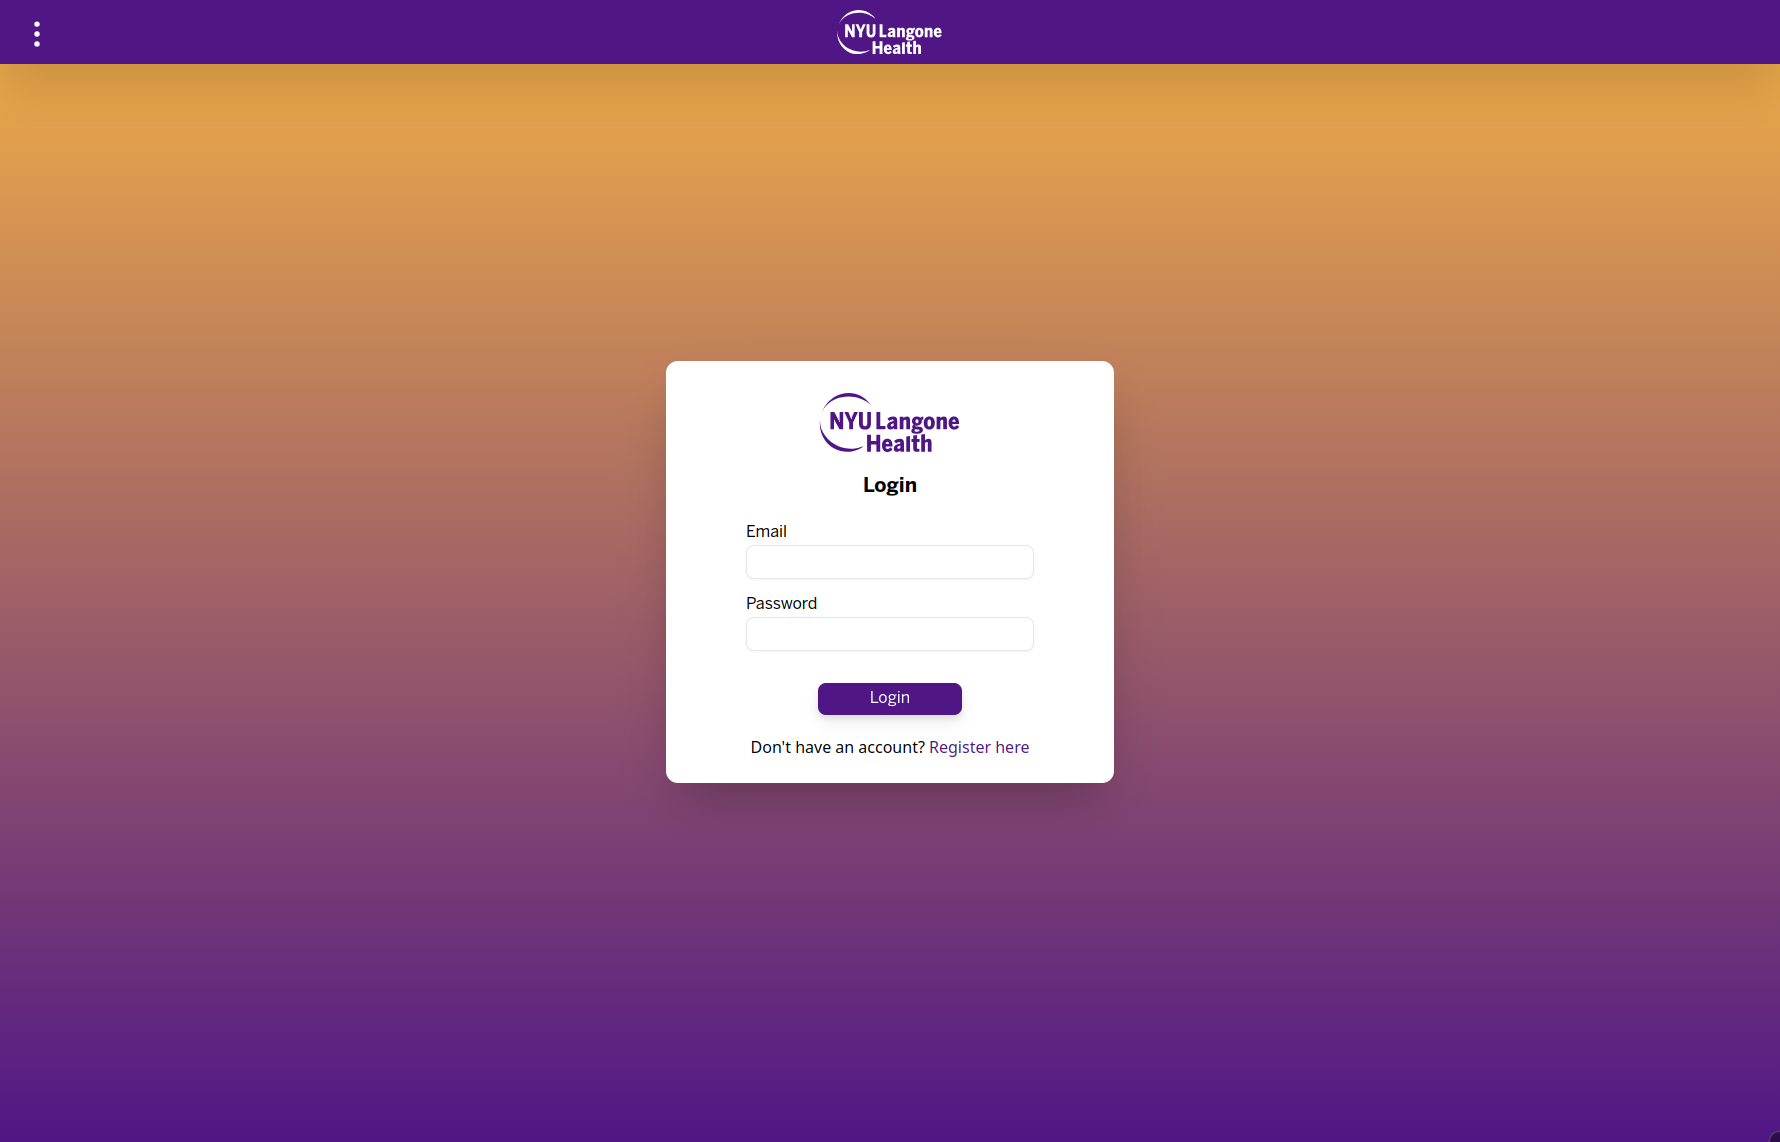 NYU Langone
Health
NYU Langone
Health
Login
Email
Password
Login
Don't have an account? Register here